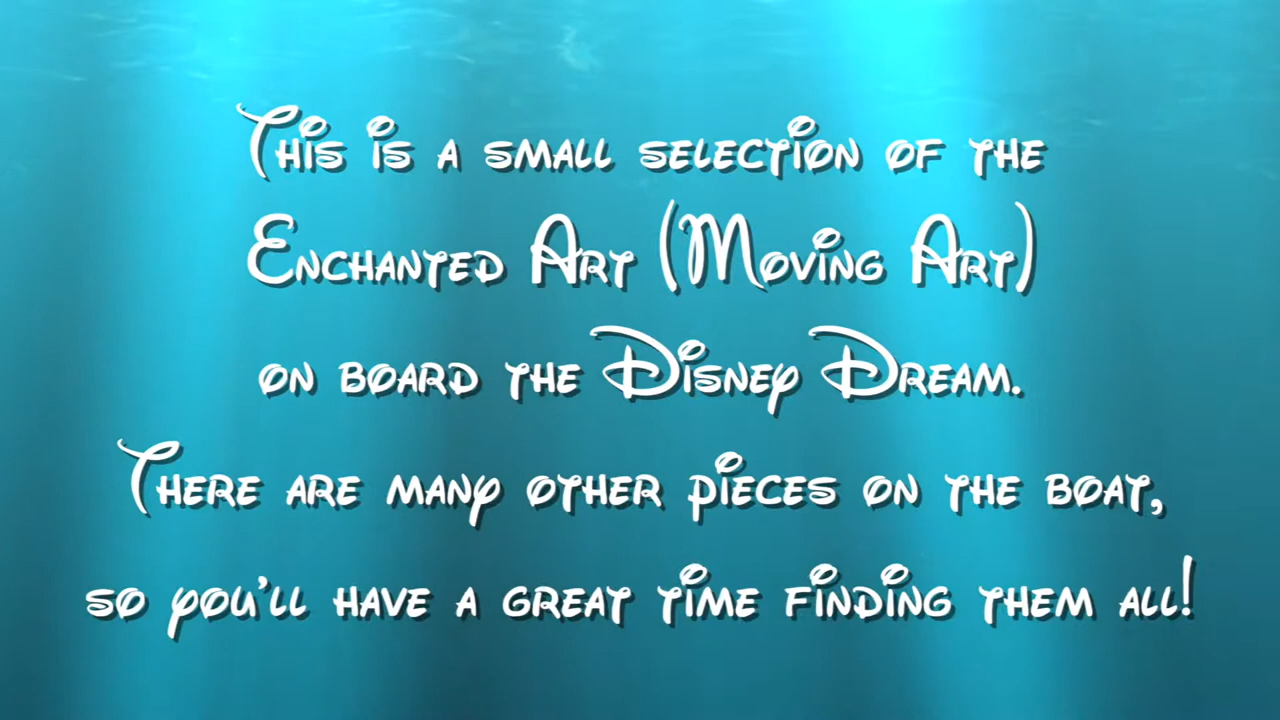 This is a small selection of the
Enchanted Art (Moving Art)
on board the Disney Dream.
There are many other pieces on the boat,
so you'll have a great time finding them all!